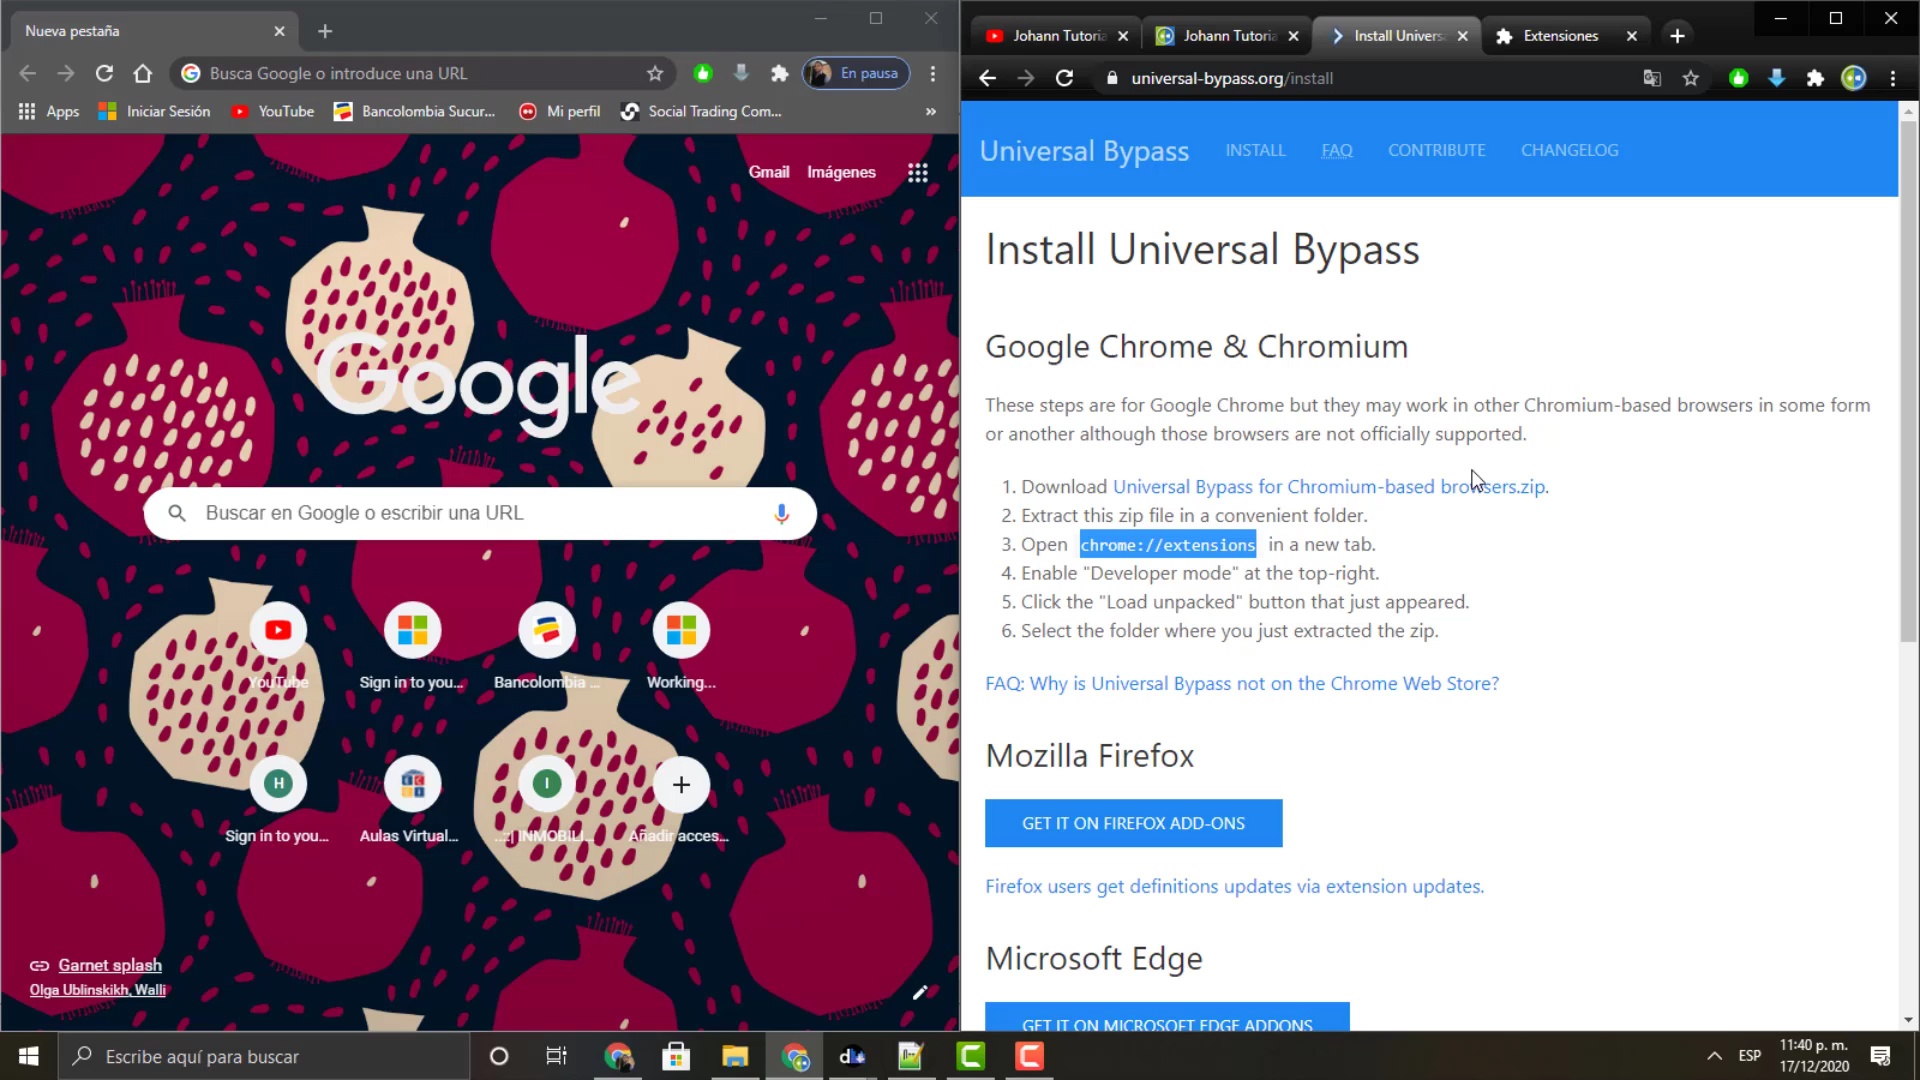 Nueva pestaña
Busca Google o introduce una URL
En pausa
Apps
Iniciar Sesión
YouTube
Bancolombia Sucur...
Mi perfil
Social Trading Com...
»
Gmail
Imágenes
Google
Buscar en Google o escribir una URL
YouTube
Sign in to you...
Bancolombia ...
Working...
H
I
Sign in to you...
Aulas Virtual...
...:| INMOBILI...
Añadir acces...
Garnet splash
Olga Ublinskikh, Walli
Johann Tutoria
Johann Tutoria
Install Univers
Extensiones
universal-bypass.org/install
Universal Bypass
INSTALL
FAQ
CONTRIBUTE
CHANGELOG
Install Universal Bypass
Google Chrome & Chromium
These steps are for Google Chrome but they may work in other Chromium-based browsers in some form
or another although those browsers are not officially supported.
1. Download Universal Bypass for Chromium-based browsers.zip.
2. Extract this zip file in a convenient folder.
3. Open chrome://extensions in a new tab.
4. Enable "Developer mode" at the top-right.
5. Click the "Load unpacked" button that just appeared.
6. Select the folder where you just extracted the zip.
FAQ: Why is Universal Bypass not on the Chrome Web Store?
Mozilla Firefox
GET IT ON FIREFOX ADD-ONS
Firefox users get definitions updates via extension updates.
Microsoft Edge
GET IT ON MICROSOFT EDGE ADDONS
Escribe aquí para buscar
ESP
11:40 p. m.
17/12/2020